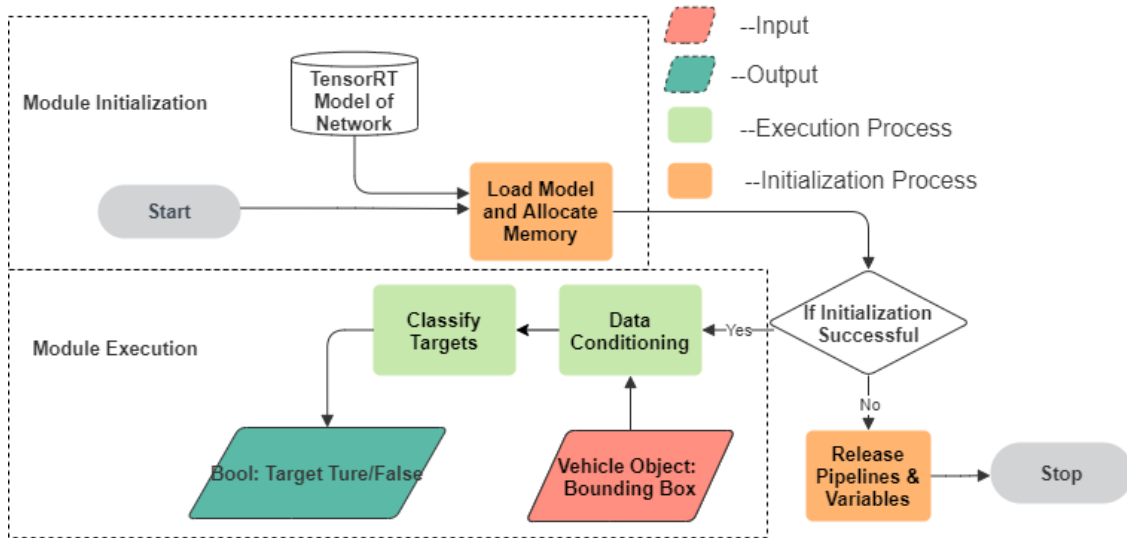 --Input
--Output
--Execution Process
--Initialization Process
Module Initialization
TensorRT
Model of
Network
Start
Load Model
and Allocate
Memory
If Initialization
Successful
Yes
No
Module Execution
Classify
Targets
Data
Conditioning
Bool: Target Ture/False
Vehicle Object:
Bounding Box
Release
Pipelines &
Variables
Stop